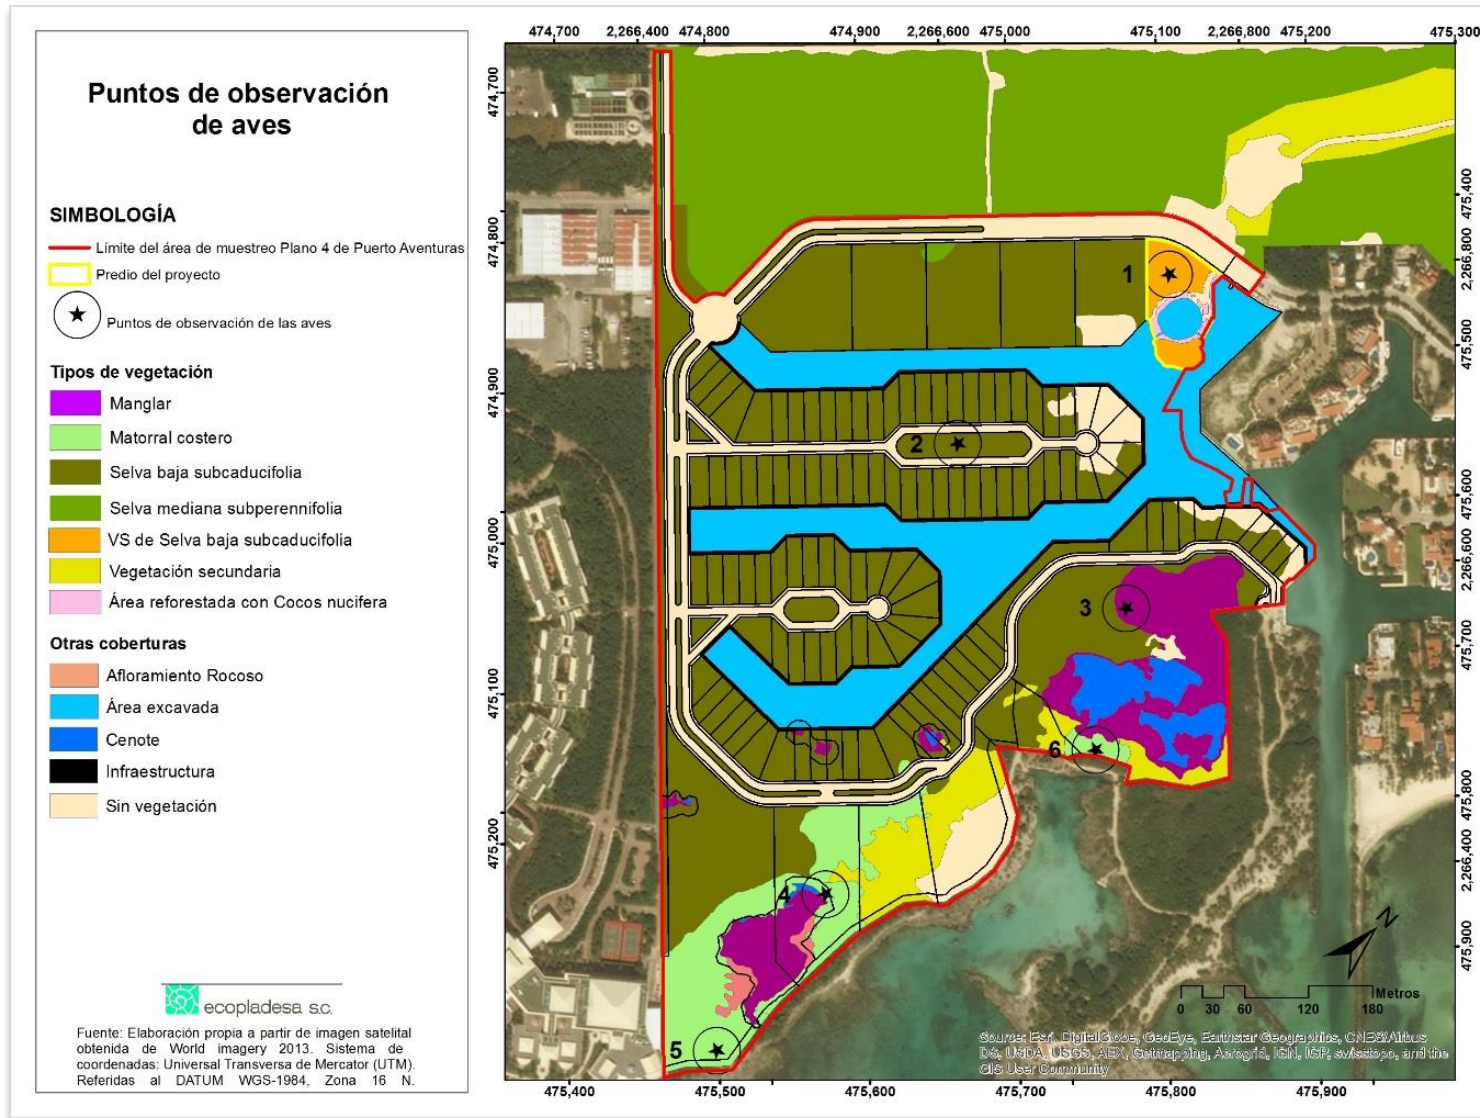 Puntos de observación
de aves
SIMBOLOGÍA
Límite del área de muestreo Plano 4 de Puerto Aventuras
Predio del proyecto
Puntos de observación de las aves
Tipos de vegetación
Manglar
Matorral costero
Selva baja subcaducifolia
Selva mediana subperennifolia
VS de Selva baja subcaducifolia
Vegetación secundaria
Área reforestada con Cocos nucifera
Otras coberturas
Afloramiento Rocoso
Área excavada
Cenote
Infraestructura
Sin vegetación
ecopladesa s.c.
Fuente: Elaboración propia a partir de imagen satelital
obtenida de World imagery 2013. Sistema de
coordenadas: Universal Transversa de Mercator (UTM).
Referidas al DATUM WGS-1984, Zona 16 N.
474,700 2,266,400 474,800 474,900 2,266,600 475,000 475,100 2,266,800 475,200 475,300
474,700
474,800
474,900
475,000
475,100
475,200
1
2
3
6
4
5
475,400
2,266,800
475,500
475,600
2,266,600
475,700
475,800
2,266,400
475,900
N
Metros
0 30 60 120 180
Source: Esri, DigitalGlobe, GeoEye, Earthstar Geographics, CNES/Airbus
DS, USDA, USGS, AEX, Getmapping, Aerogrid, IGN, IGP, swisstopo, and the
GIS User Community
475,400 475,500 475,600 475,700 475,800 475,900